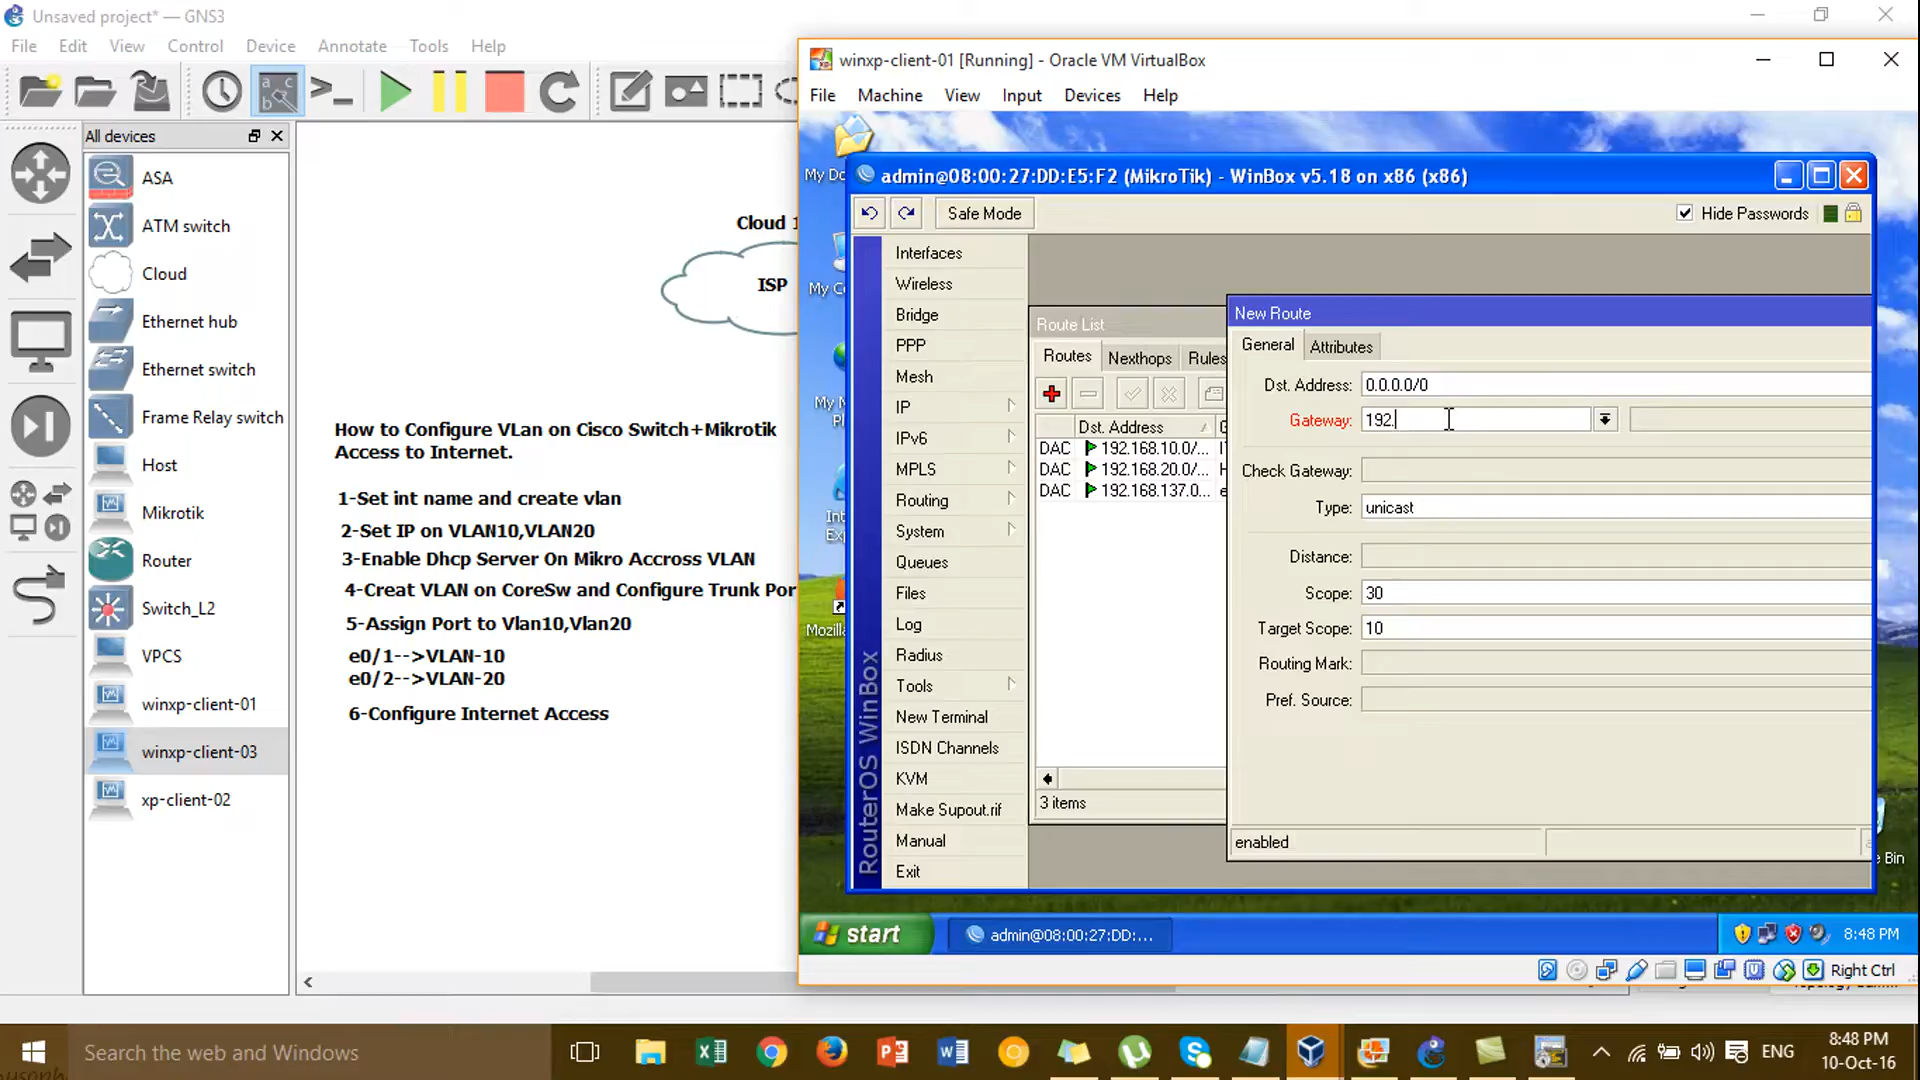 Unsaved project* — GNS3
File Edit View Control Device Annotate Tools Help
All devices
ASA
ATM switch
Cloud
Ethernet hub
Ethernet switch
Frame Relay switch
Host
Mikrotik
Router
Switch_L2
VPCS
winxp-client-01
winxp-client-03
xp-client-02
Cloud 1
ISP
How to Configure VLan on Cisco Switch+Mikrotik
Access to Internet.
1-Set int name and create vlan
2-Set IP on VLAN10,VLAN20
3-Enable Dhcp Server On Mikro Accross VLAN
4-Creat VLAN on CoreSw and Configure Trunk Por
5-Assign Port to Vlan10,Vlan20
e0/1-->VLAN-10
e0/2-->VLAN-20
6-Configure Internet Access
winxp-client-01 [Running] - Oracle VM VirtualBox
File Machine View Input Devices Help
My Do
My C
My
Int
Exp
Mozill
e Bin
admin@08:00:27:DD:E5:F2 (MikroTik) - WinBox v5.18 on x86 (x86)
Safe Mode
Hide Passwords
RouterOS WinBox
Interfaces
Wireless
Bridge
PPP
Mesh
IP
IPv6
MPLS
Routing
System
Queues
Files
Log
Radius
Tools
New Terminal
ISDN Channels
KVM
Make Supout.rif
Manual
Exit
Route List
Routes Nexthops Rules
Dst. Address
DAC 192.168.10.0/...
DAC 192.168.20.0/...
DAC 192.168.137.0...
3 items
New Route
General Attributes
Dst. Address: 0.0.0.0/0
Gateway: 192.
Check Gateway:
Type: unicast
Distance:
Scope: 30
Target Scope: 10
Routing Mark:
Pref. Source:
enabled
start
admin@08:00:27:DD:...
8:48 PM
Right Ctrl
Search the web and Windows
ENG
8:48 PM
10-Oct-16